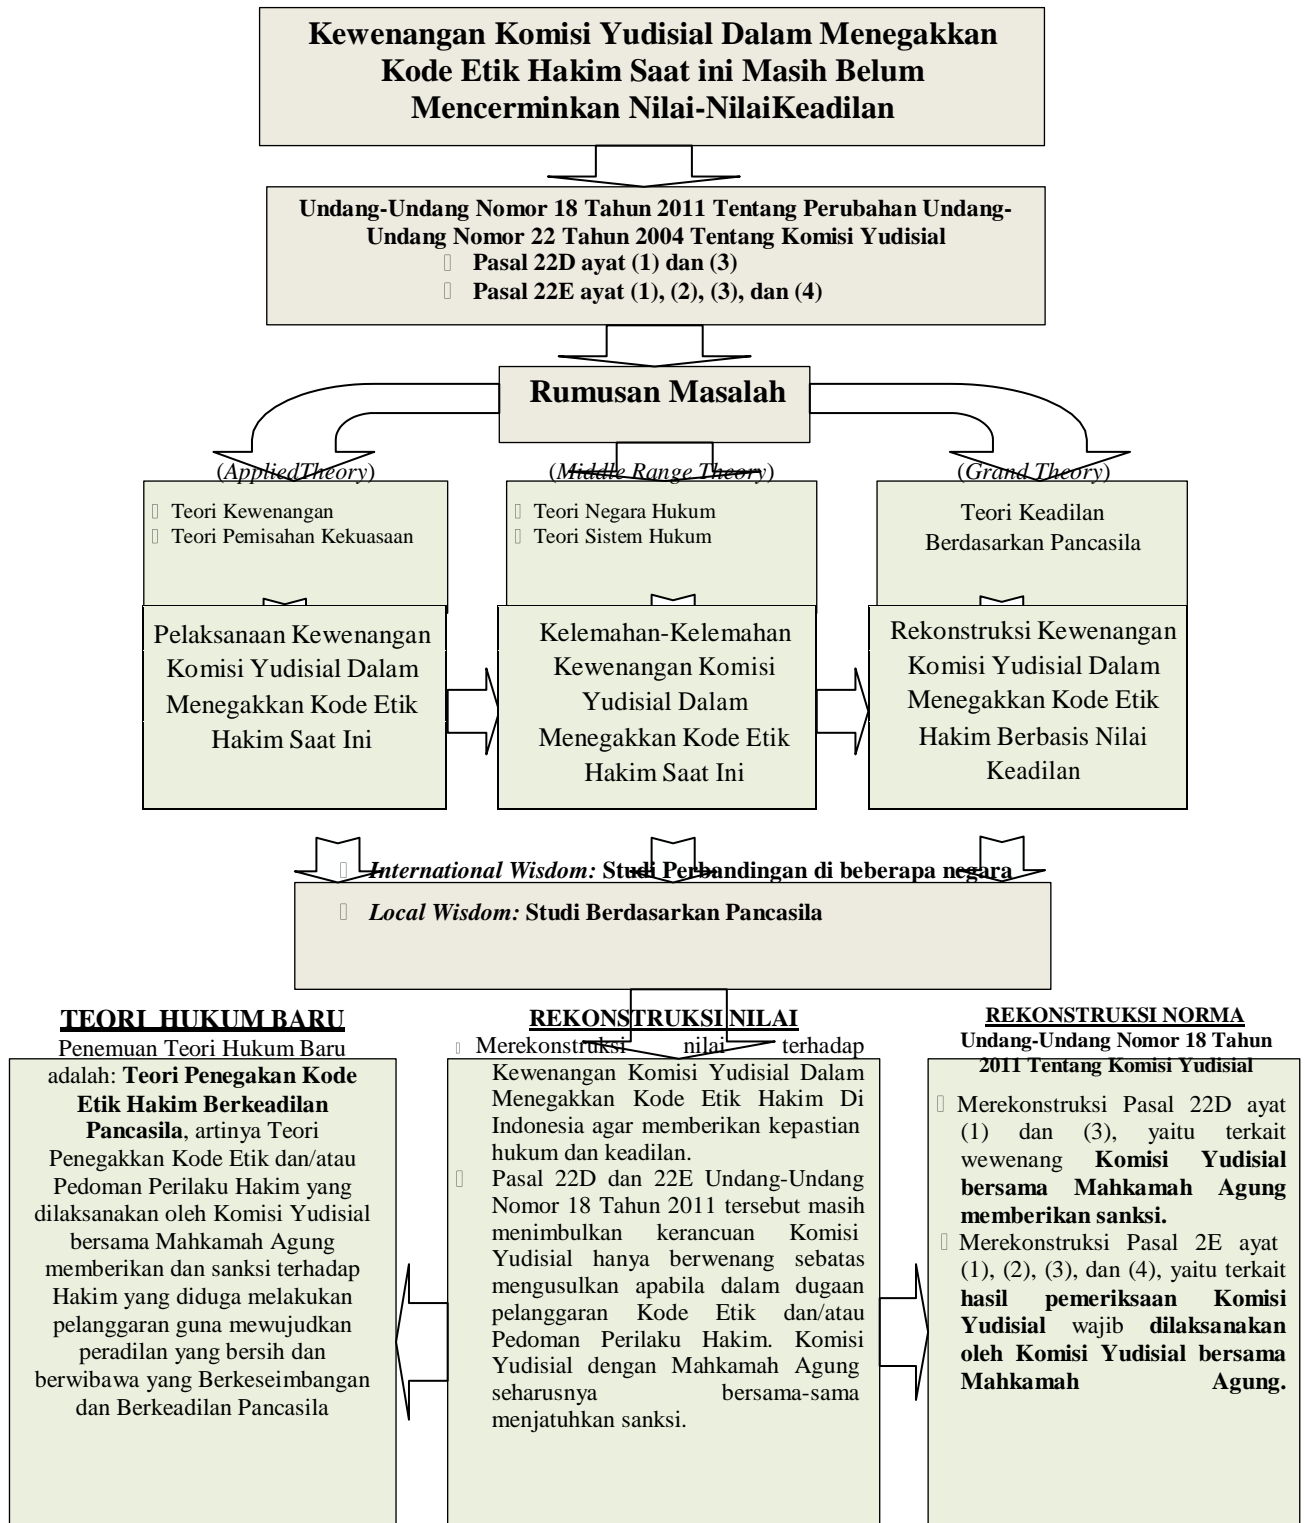 Kewenangan Komisi Yudisial Dalam Menegakkan
Kode Etik Hakim Saat ini Masih Belum
Mencerminkan Nilai-NilaiKeadilan
Undang-Undang Nomor 18 Tahun 2011 Tentang Perubahan Undang-
Undang Nomor 22 Tahun 2004 Tentang Komisi Yudisial
Pasal 22D ayat (1) dan (3)
Pasal 22E ayat (1), (2), (3), dan (4)
Rumusan Masalah
(AppliedTheory)
Teori Kewenangan
Teori Pemisahan Kekuasaan
(Middle Range Theory)
Teori Negara Hukum
Teori Sistem Hukum
(Grand Theory)
Teori Keadilan
Berdasarkan Pancasila
Pelaksanaan Kewenangan
Komisi Yudisial Dalam
Menegakkan Kode Etik
Hakim Saat Ini
Kelemahan-Kelemahan
Kewenangan Komisi
Yudisial Dalam
Menegakkan Kode Etik
Hakim Saat Ini
Rekonstruksi Kewenangan
Komisi Yudisial Dalam
Menegakkan Kode Etik
Hakim Berbasis Nilai
Keadilan
International Wisdom: Studi Perbandingan di beberapa negara
Local Wisdom: Studi Berdasarkan Pancasila
TEORI HUKUM BARU
Penemuan Teori Hukum Baru
adalah: Teori Penegakan Kode
Etik Hakim Berkeadilan
Pancasila, artinya Teori
Penegakkan Kode Etik dan/atau
Pedoman Perilaku Hakim yang
dilaksanakan oleh Komisi Yudisial
bersama Mahkamah Agung
memberikan dan sanksi terhadap
Hakim yang diduga melakukan
pelanggaran guna mewujudkan
peradilan yang bersih dan
berwibawa yang Berkeseimbangan
dan Berkeadilan Pancasila
REKONSTRUKSI NILAI
Merekonstruksi nilai terhadap
Kewenangan Komisi Yudisial Dalam
Menegakkan Kode Etik Hakim Di
Indonesia agar memberikan kepastian
hukum dan keadilan.
Pasal 22D dan 22E Undang-Undang
Nomor 18 Tahun 2011 tersebut masih
menimbulkan kerancuan Komisi
Yudisial hanya berwenang sebatas
mengusulkan apabila dalam dugaan
pelanggaran Kode Etik dan/atau
Pedoman Perilaku Hakim. Komisi
Yudisial dengan Mahkamah Agung
seharusnya bersama-sama
menjatuhkan sanksi.
REKONSTRUKSI NORMA
Undang-Undang Nomor 18 Tahun
2011 Tentang Komisi Yudisial
Merekonstruksi Pasal 22D ayat
(1) dan (3), yaitu terkait
wewenang Komisi Yudisial
bersama Mahkamah Agung
memberikan sanksi.
Merekonstruksi Pasal 2E ayat
(1), (2), (3), dan (4), yaitu terkait
hasil pemeriksaan Komisi
Yudisial wajib dilaksanakan
oleh Komisi Yudisial bersama
Mahkamah Agung.